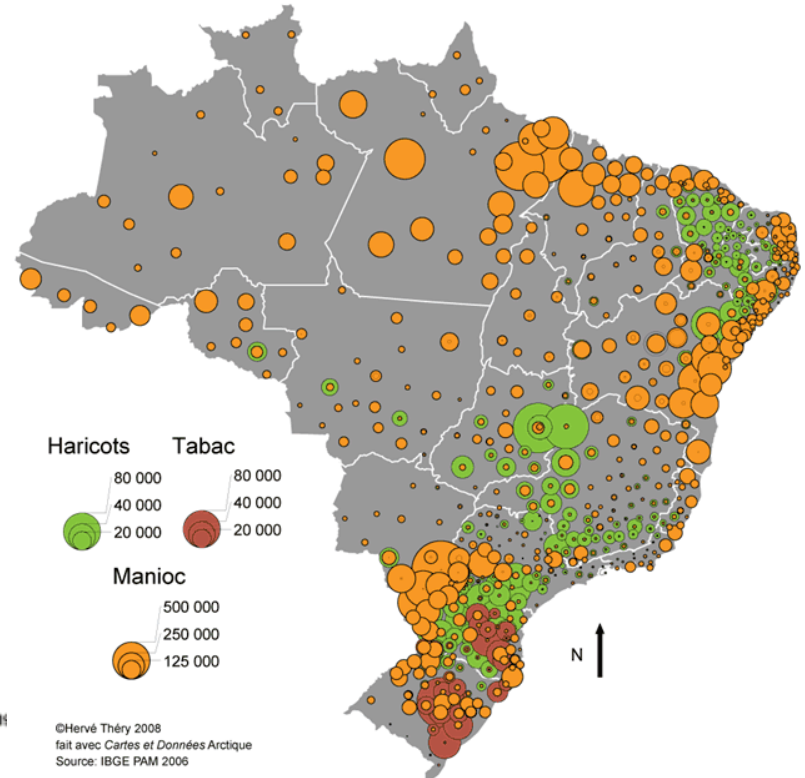 Haricots
80 000
40 000
20 000
Tabac
80 000
40 000
20 000
Manioc
500 000
250 000
125 000
N
©Hervé Théry 2008
fait avec Cartes et Données Arctique
Source: IBGE PAM 2006